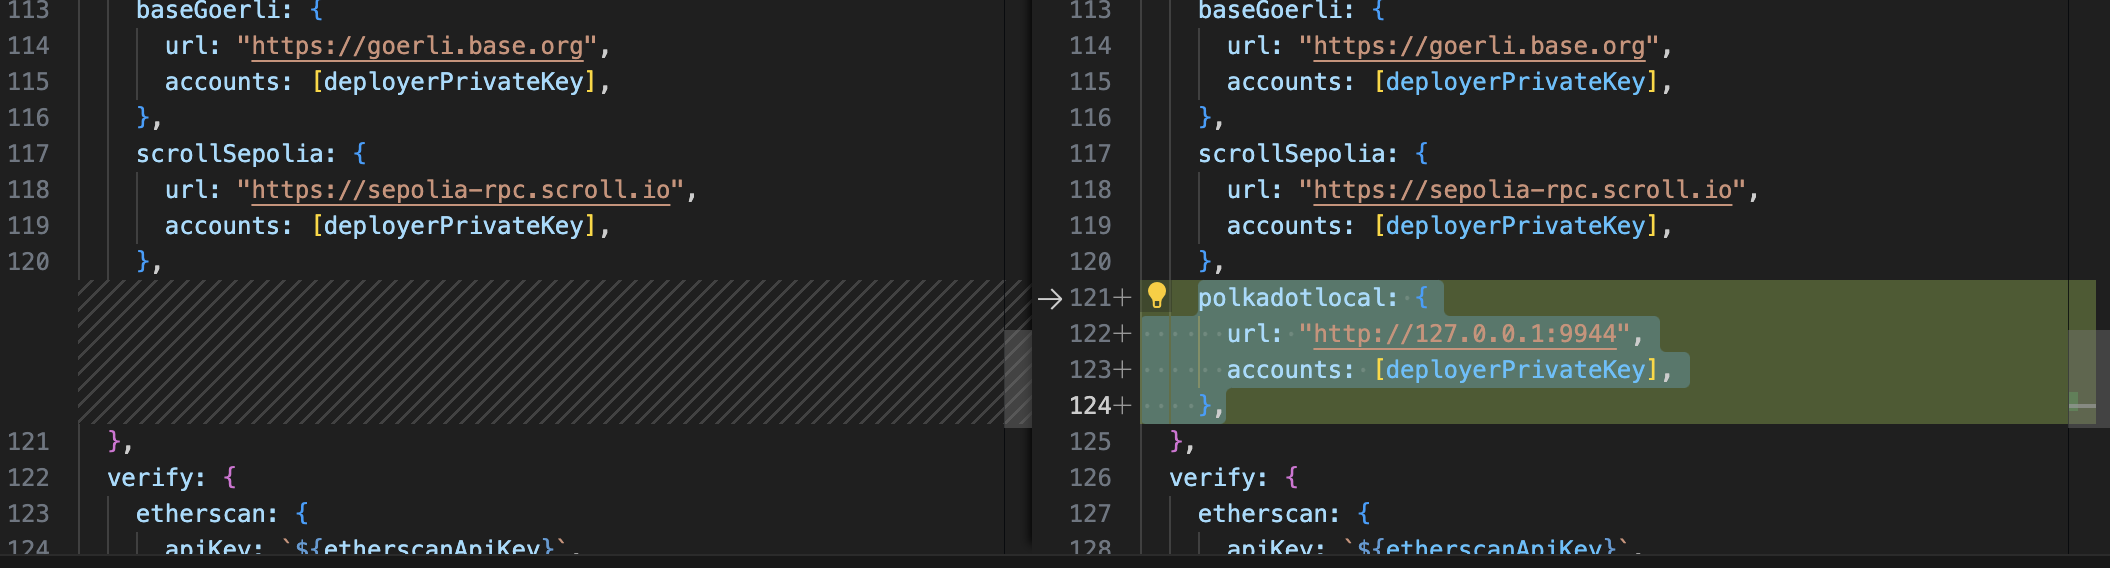 113 baseGoerli: {
114 url: "https://goerli.base.org",
115 accounts: [deployerPrivateKey],
116 },
117 scrollSepolia: {
118 url: "https://sepolia-rpc.scroll.io",
119 accounts: [deployerPrivateKey],
120 },
121 },
122 verify: {
123 etherscan: {
124 apiKey: `${etherscanApiKey}`,
113 baseGoerli: {
114 url: "https://goerli.base.org",
115 accounts: [deployerPrivateKey],
116 },
117 scrollSepolia: {
118 url: "https://sepolia-rpc.scroll.io",
119 accounts: [deployerPrivateKey],
120 },
121+ polkadotlocal: {
122+ url: "http://127.0.0.1:9944",
123+ accounts: [deployerPrivateKey],
124+ },
125 },
126 verify: {
127 etherscan: {
128 apiKey: `${etherscanApiKey}`,